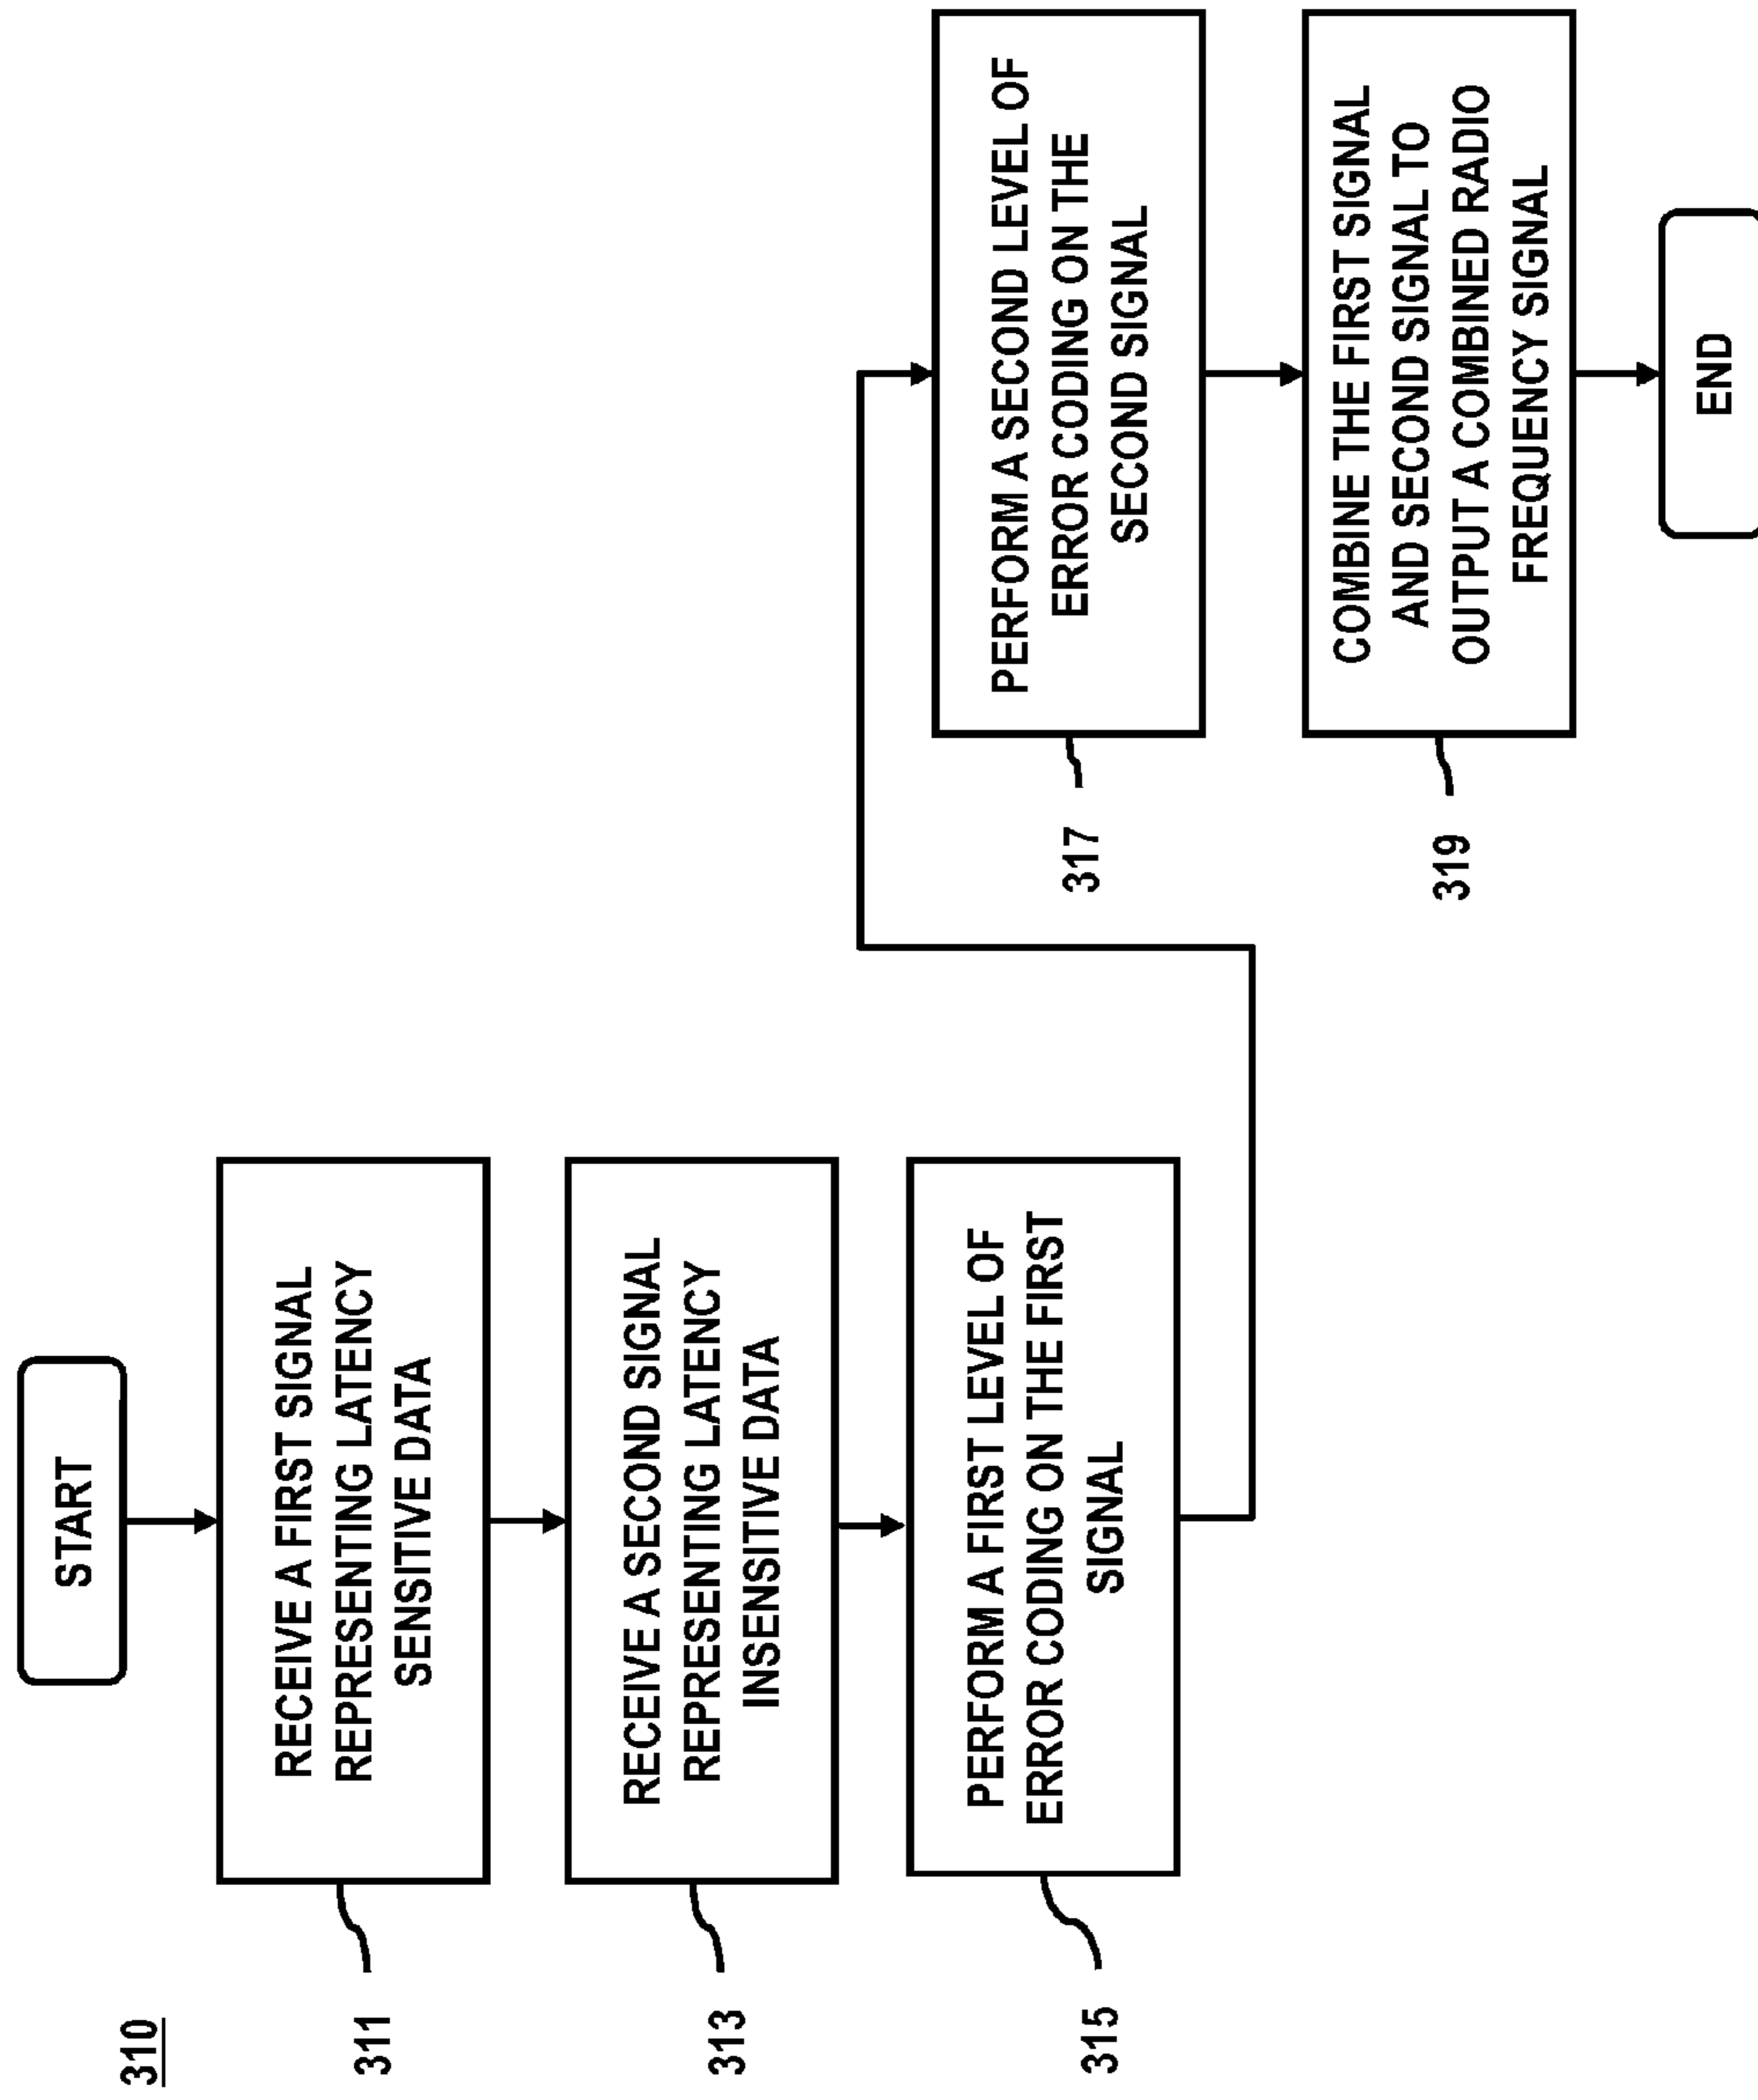 310
START
311
RECEIVE A FIRST SIGNAL
REPRESENTING LATENCY
SENSITIVE DATA
313
RECEIVE A SECOND SIGNAL
REPRESENTING LATENCY
INSENSITIVE DATA
315
PERFORM A FIRST LEVEL OF
ERROR CODING ON THE FIRST
SIGNAL
317
PERFORM A SECOND LEVEL OF
ERROR CODING ON THE
SECOND SIGNAL
319
COMBINE THE FIRST SIGNAL
AND SECOND SIGNAL TO
OUTPUT A COMBINED RADIO
FREQUENCY SIGNAL
END